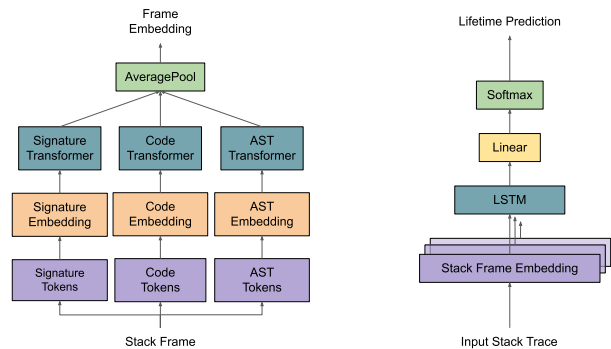 Frame
Embedding
AveragePool
Signature
Transformer
Code
Transformer
AST
Transformer
Signature
Embedding
Code
Embedding
AST
Embedding
Signature
Tokens
Code
Tokens
AST
Tokens
Stack Frame
Lifetime Prediction
Softmax
Linear
LSTM
Stack Frame Embedding
Input Stack Trace